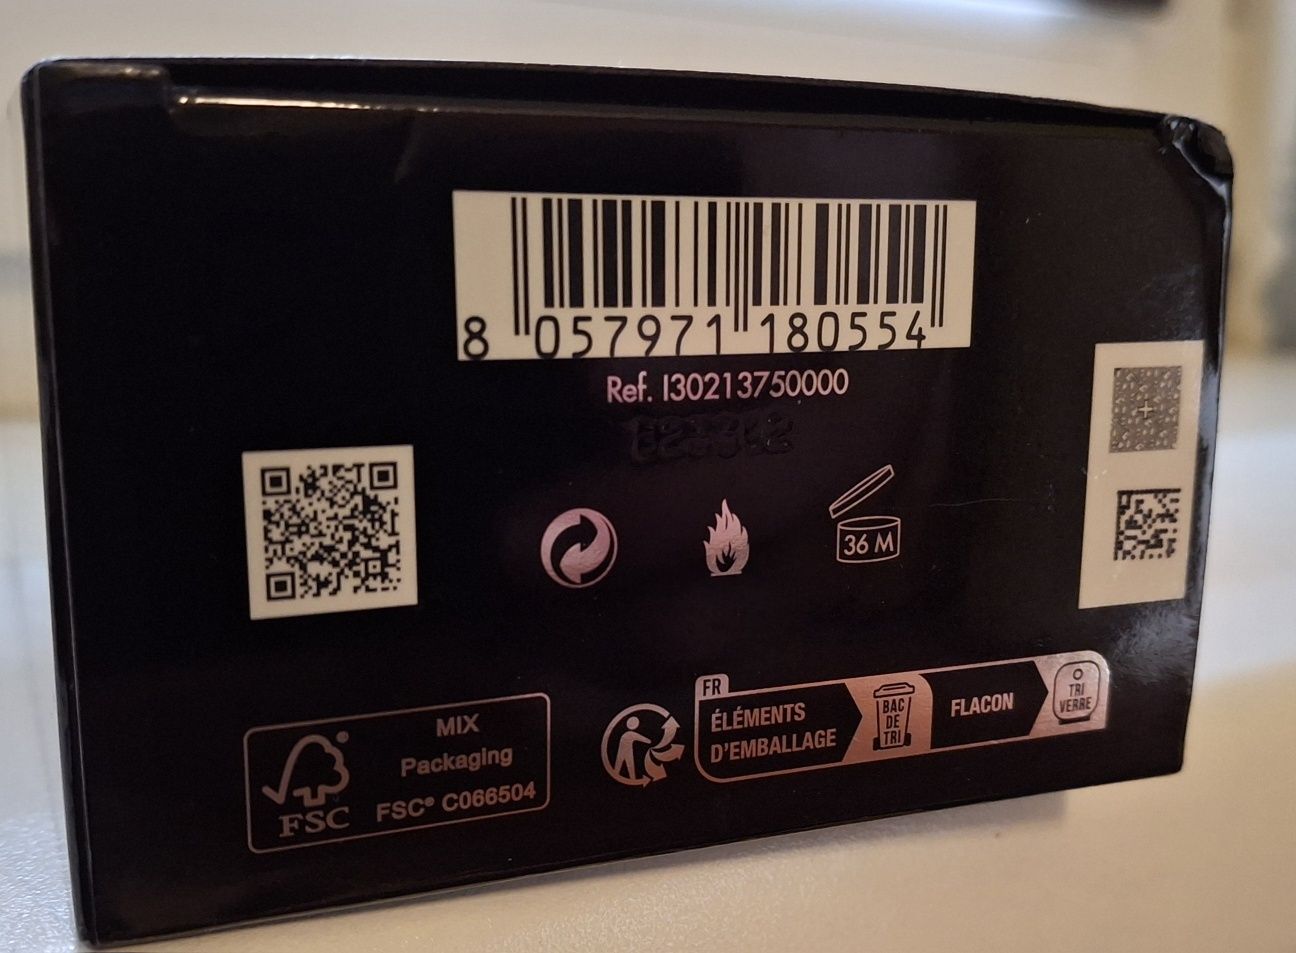 8 057971 180554
Ref. I30213750000
36 M
MIX
Packaging
FSC® C066504
FSC
FR
ÉLÉMENTS
D'EMBALLAGE
BAC
DE
TRI
FLACON
TRI
VERRE